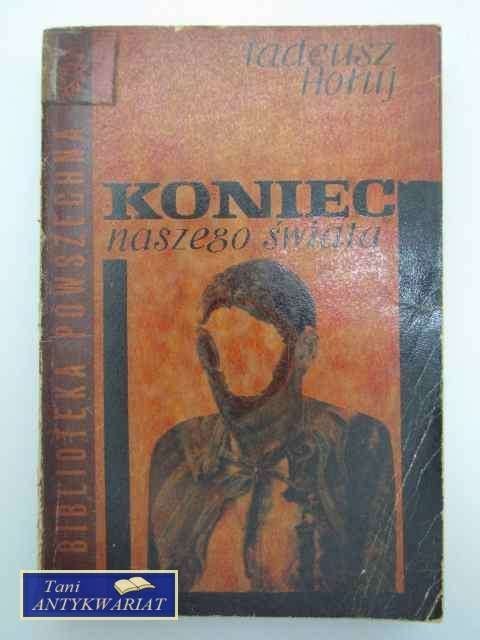 Tadeusz
Hołuj
KONIEC
naszego świata
BIBLIOTEKA POWSZECHNA
Tani
ANTYKWARIAT